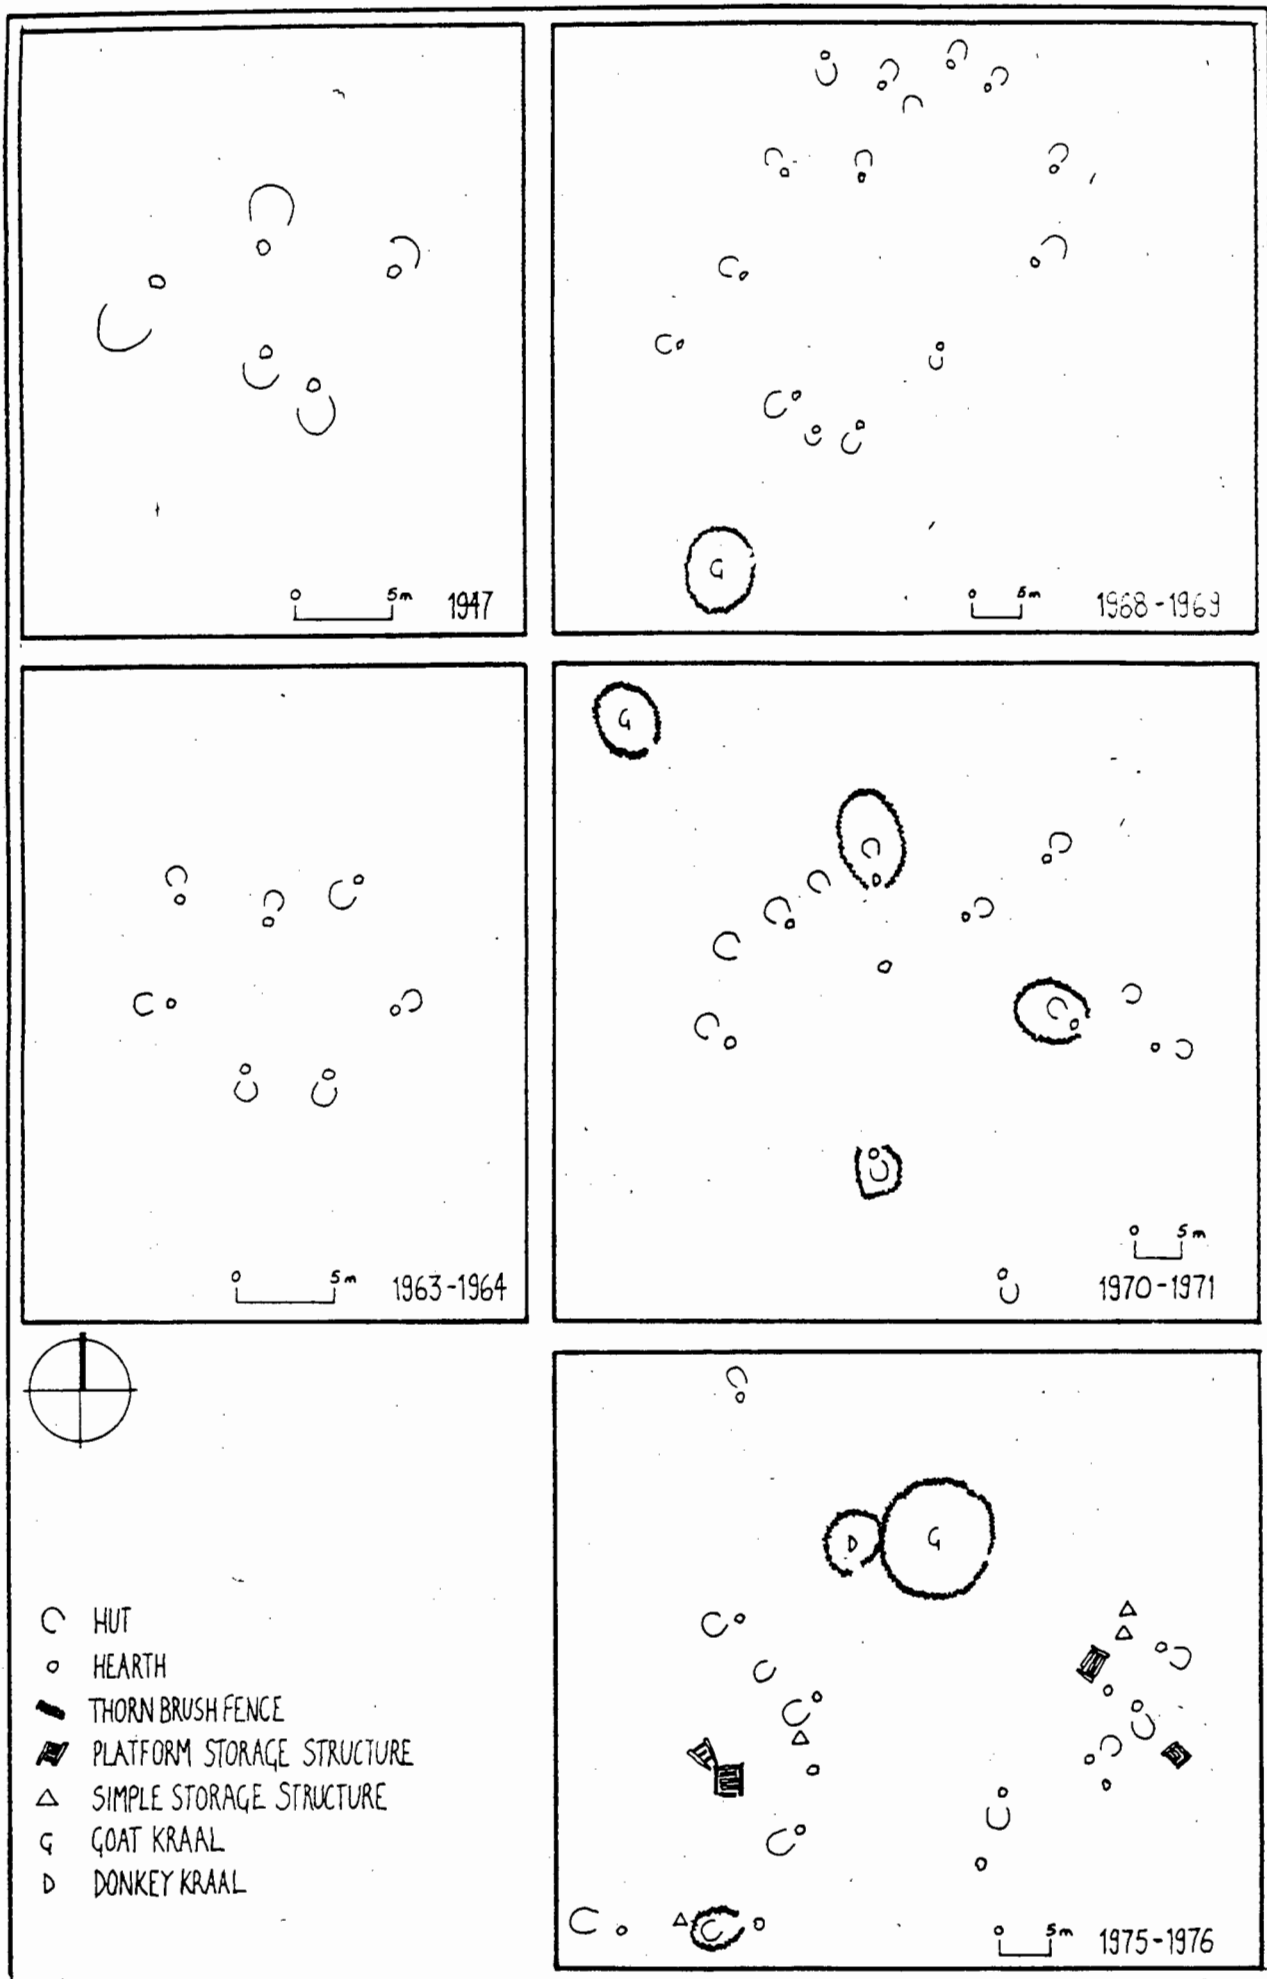 0 5m 1947
G
0 5m 1968-1969
0 5m 1963-1964
G
D
0 5m 1970-1971
D G
0 5m 1975-1976
HUT
HEARTH
THORN BRUSH FENCE
PLATFORM STORAGE STRUCTURE
SIMPLE STORAGE STRUCTURE
G GOAT KRAAL
D DONKEY KRAAL